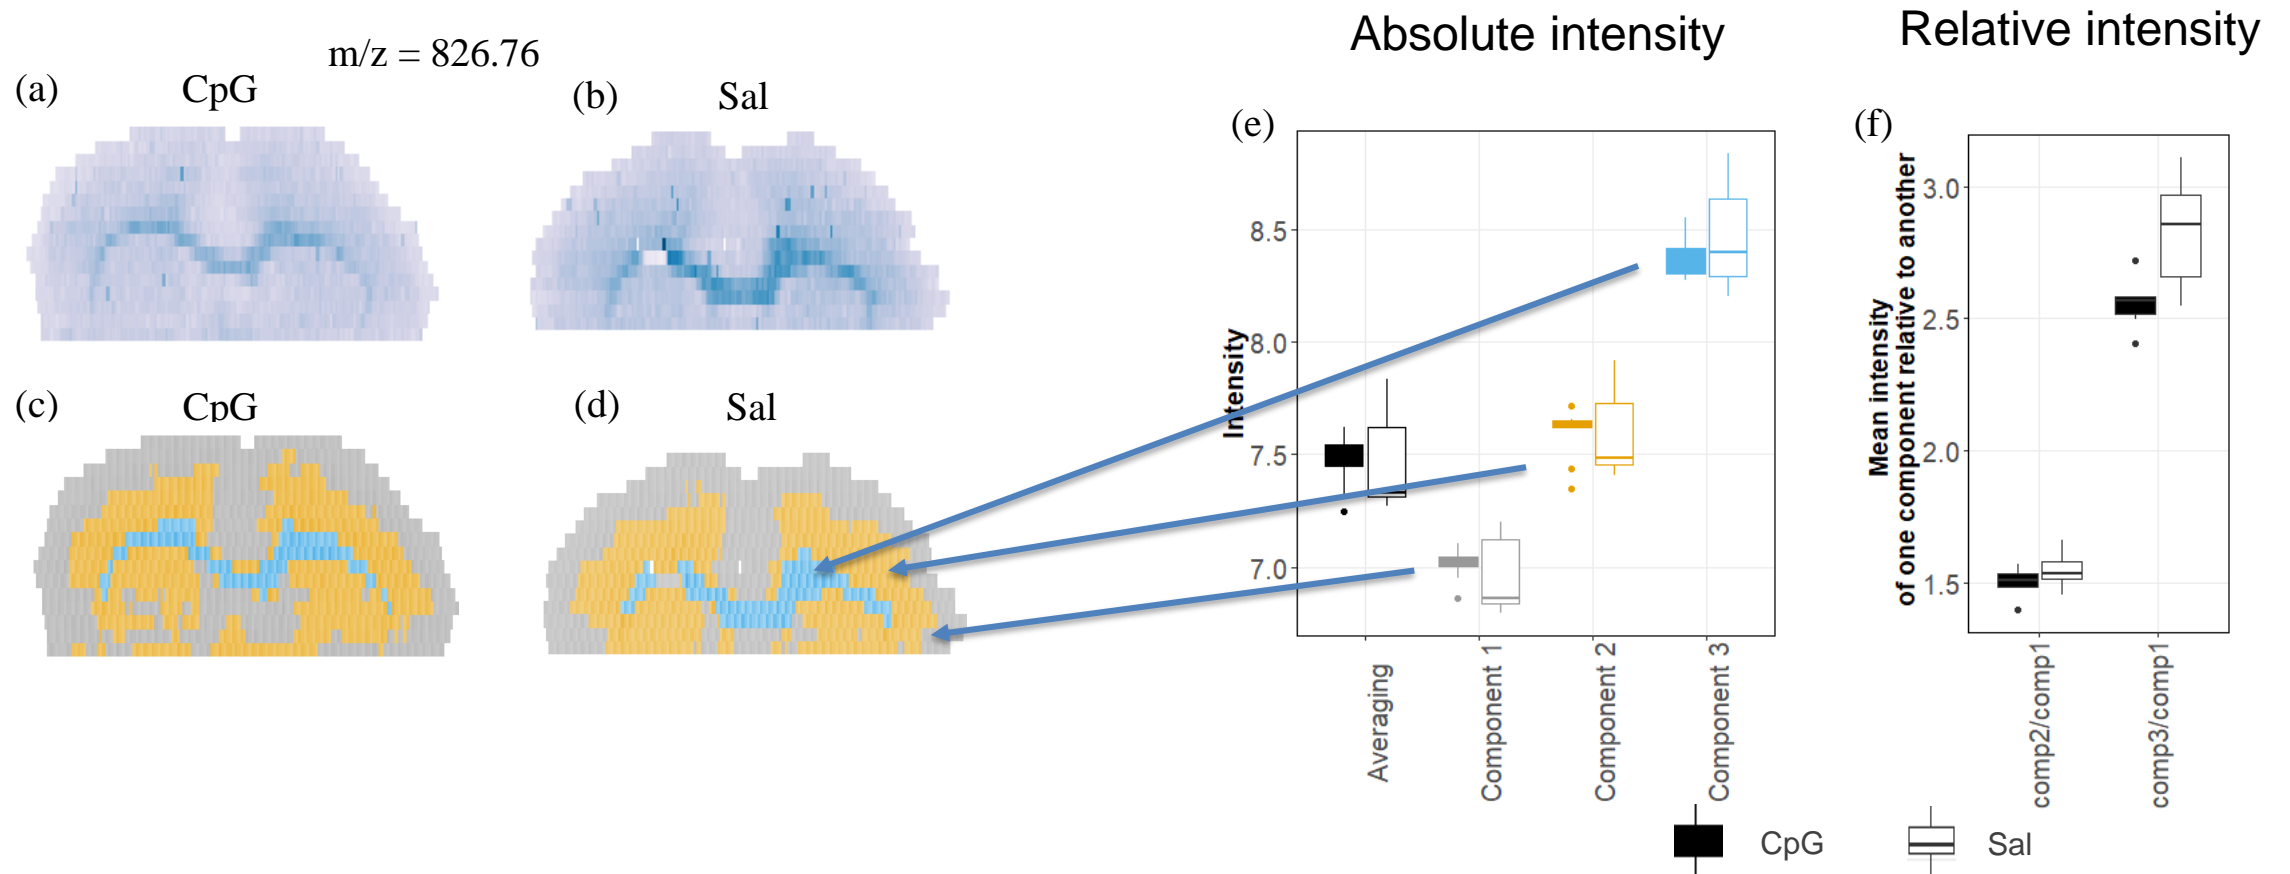 Absolute intensity
Relative intensity
m/z = 826.76
(a)
CpG
(b)
Sal
(c)
CpG
(d)
Sal
(e)
Intensity
8.5
8.0
7.5
7.0
Averaging
Component 1
Component 2
Component 3
(f)
Mean intensity
of one component relative to another
3.0
2.5
2.0
1.5
comp2/comp1
comp3/comp1
CpG
Sal